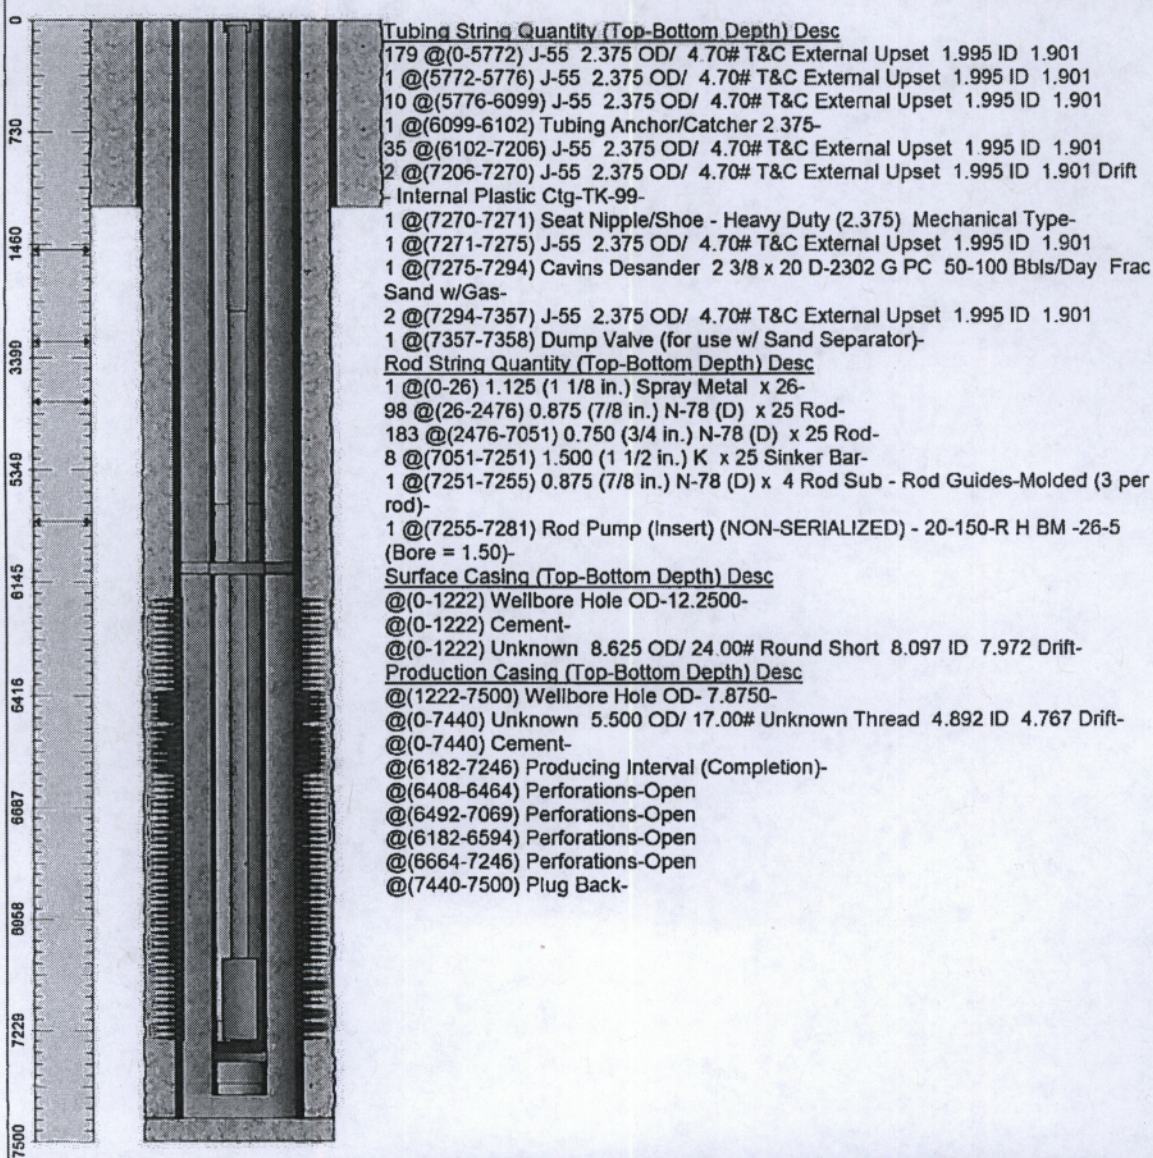 0
730
1460
3390
5349
6145
6416
6687
6958
7229
7500
Tubing String Quantity (Top-Bottom Depth) Desc
179 @(0-5772) J-55 2.375 OD/ 4.70# T&C External Upset 1.995 ID 1.901
1 @(5772-5776) J-55 2.375 OD/ 4.70# T&C External Upset 1.995 ID 1.901
10 @(5776-6099) J-55 2.375 OD/ 4.70# T&C External Upset 1.995 ID 1.901
1 @(6099-6102) Tubing Anchor/Catcher 2.375-
35 @(6102-7206) J-55 2.375 OD/ 4.70# T&C External Upset 1.995 ID 1.901
2 @(7206-7270) J-55 2.375 OD/ 4.70# T&C External Upset 1.995 ID 1.901 Drift
- Internal Plastic Ctg-TK-99-
1 @(7270-7271) Seat Nipple/Shoe - Heavy Duty (2.375) Mechanical Type-
1 @(7271-7275) J-55 2.375 OD/ 4.70# T&C External Upset 1.995 ID 1.901
1 @(7275-7294) Cavins Desander 2 3/8 x 20 D-2302 G PC 50-100 Bbls/Day Frac
Sand w/Gas-
2 @(7294-7357) J-55 2.375 OD/ 4.70# T&C External Upset 1.995 ID 1.901
1 @(7357-7358) Dump Valve (for use w/ Sand Separator)-
Rod String Quantity (Top-Bottom Depth) Desc
1 @(0-26) 1.125 (1 1/8 in.) Spray Metal x 26-
98 @(26-2476) 0.875 (7/8 in.) N-78 (D) x 25 Rod-
183 @(2476-7051) 0.750 (3/4 in.) N-78 (D) x 25 Rod-
8 @(7051-7251) 1.500 (1 1/2 in.) K x 25 Sinker Bar-
1 @(7251-7255) 0.875 (7/8 in.) N-78 (D) x 4 Rod Sub - Rod Guides-Molded (3 per
rod)-
1 @(7255-7281) Rod Pump (Insert) (NON-SERIALIZED) - 20-150-R H BM -26-5
(Bore = 1.50)-
Surface Casing (Top-Bottom Depth) Desc
@(0-1222) Wellbore Hole OD-12.2500-
@(0-1222) Cement-
@(0-1222) Unknown 8.625 OD/ 24.00# Round Short 8.097 ID 7.972 Drift-
Production Casing (Top-Bottom Depth) Desc
@(1222-7500) Wellbore Hole OD- 7.8750-
@(0-7440) Unknown 5.500 OD/ 17.00# Unknown Thread 4.892 ID 4.767 Drift-
@(0-7440) Cement-
@(6182-7246) Producing Interval (Completion)-
@(6408-6464) Perforations-Open
@(6492-7069) Perforations-Open
@(6182-6594) Perforations-Open
@(6664-7246) Perforations-Open
@(7440-7500) Plug Back-